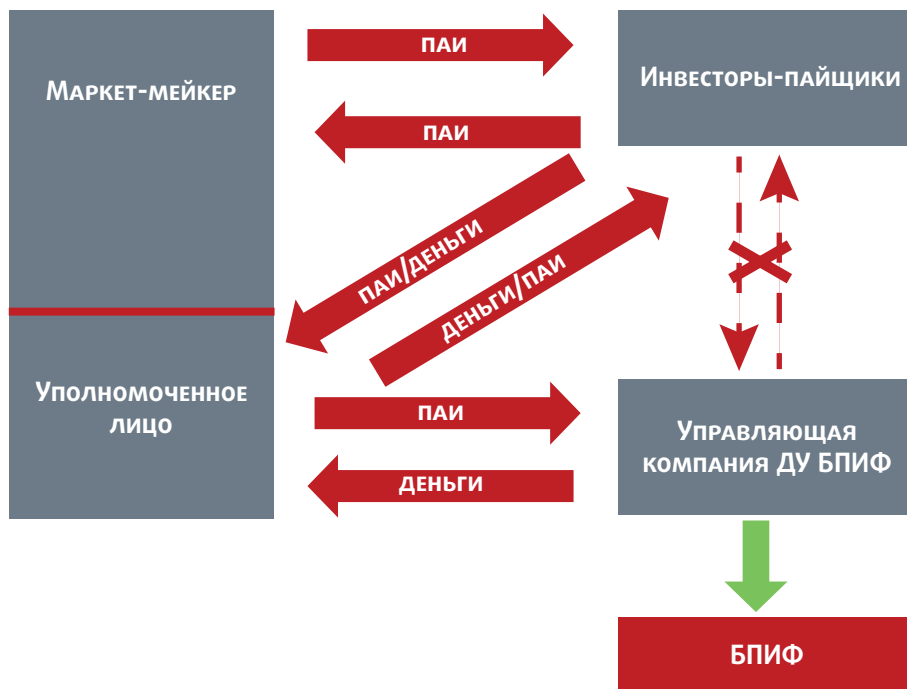 ПАИ
МАРКЕТ-МЕЙКЕР
ИНВЕСТОРЫ-ПАЙЩИКИ
ПАИ
ПАИ/ДЕНЬГИ
ДЕНЬГИ/ПАИ
УПОЛНОМОЧЕННОЕ
ЛИЦО
ПАИ
УПРАВЛЯЮЩАЯ
КОМПАНИЯ ДУ БПИФ
ДЕНЬГИ
БПИФ